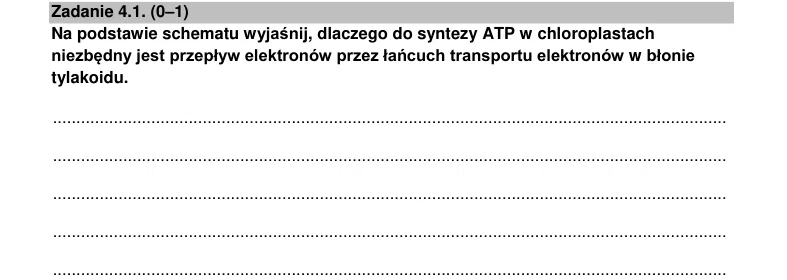 Zadanie 4.1. (0–1)
Na podstawie schematu wyjaśnij, dlaczego do syntezy ATP w chloroplastach
niezbędny jest przepływ elektronów przez łańcuch transportu elektronów w błonie
tylakoidu.